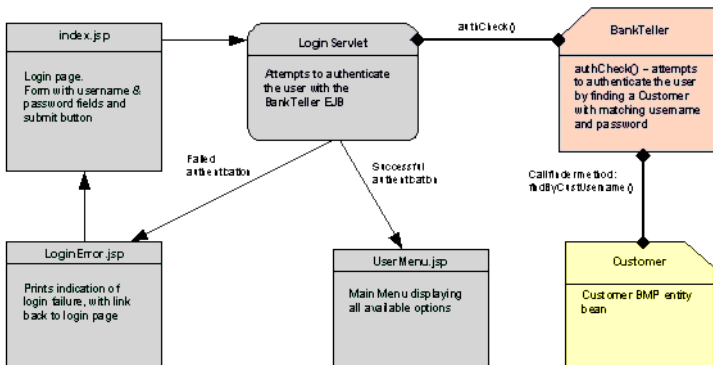 index.jsp
Login page.
Form with username &
password fields and
submit button
Login Servlet
Attempts to authenticate
the user with the
BankTeller EJB
authCheck()
BankTeller
authCheck() – attempts
to authenticate the user
by finding a Customer
with matching username
and password
Failed
authentication
Successful
authentication
Call finder method:
findByCustUsername()
LoginError.jsp
Prints indication of
login failure, with link
back to login page
UserMenu.jsp
Main Menu displaying
all available options
Customer
Customer BMP entity
bean